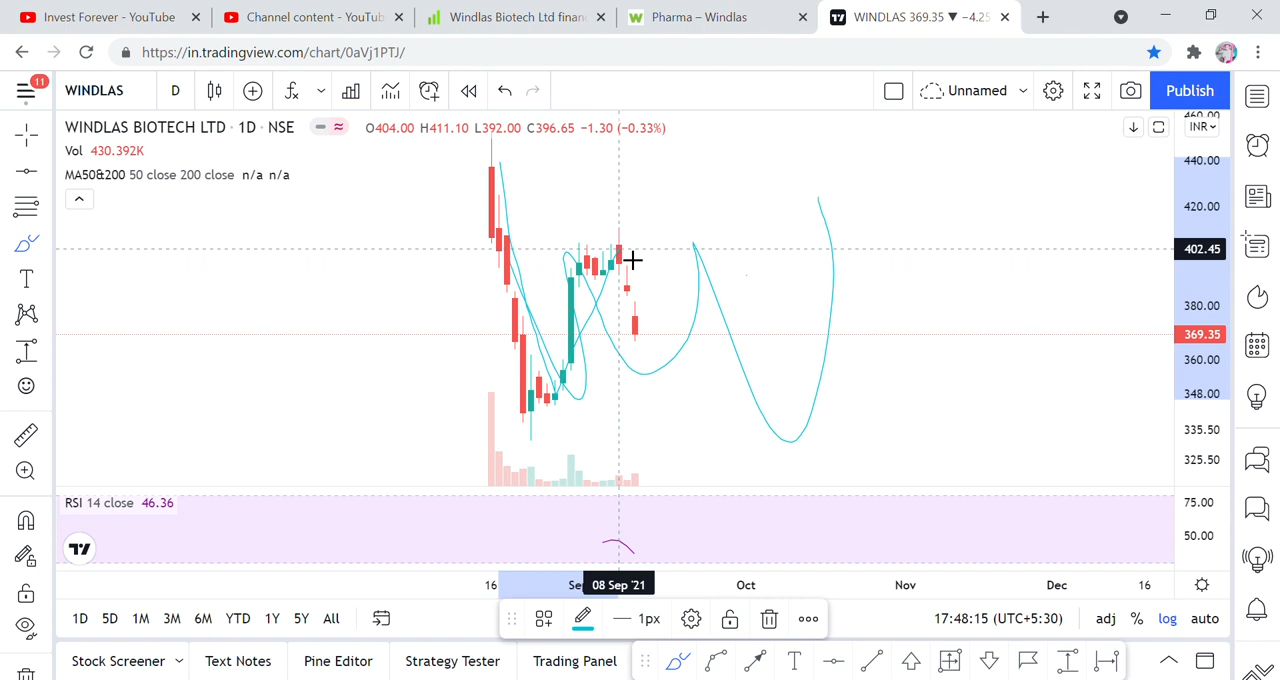 Invest Forever - YouTube
Channel content - YouTub
Windlas Biotech Ltd finan
Pharma – Windlas
WINDLAS 369.35 ▼ −4.25
https://in.tradingview.com/chart/0aVj1PTJ/
11
WINDLAS
D
Unnamed
Publish
WINDLAS BIOTECH LTD · 1D · NSE
O404.00 H411.10 L392.00 C396.65 −1.30 (−0.33%)
Vol 430.392K
MA50&200 50 close 200 close n/a n/a
INR
460.00
440.00
420.00
402.45
380.00
369.35
360.00
348.00
335.50
325.50
RSI 14 close 46.36
75.00
50.00
16
Sep
08 Sep '21
Oct
Nov
Dec
16
1D 5D 1M 3M 6M YTD 1Y 5Y All
1px
17:48:15 (UTC+5:30)
adj % log auto
Stock Screener
Text Notes
Pine Editor
Strategy Tester
Trading Panel